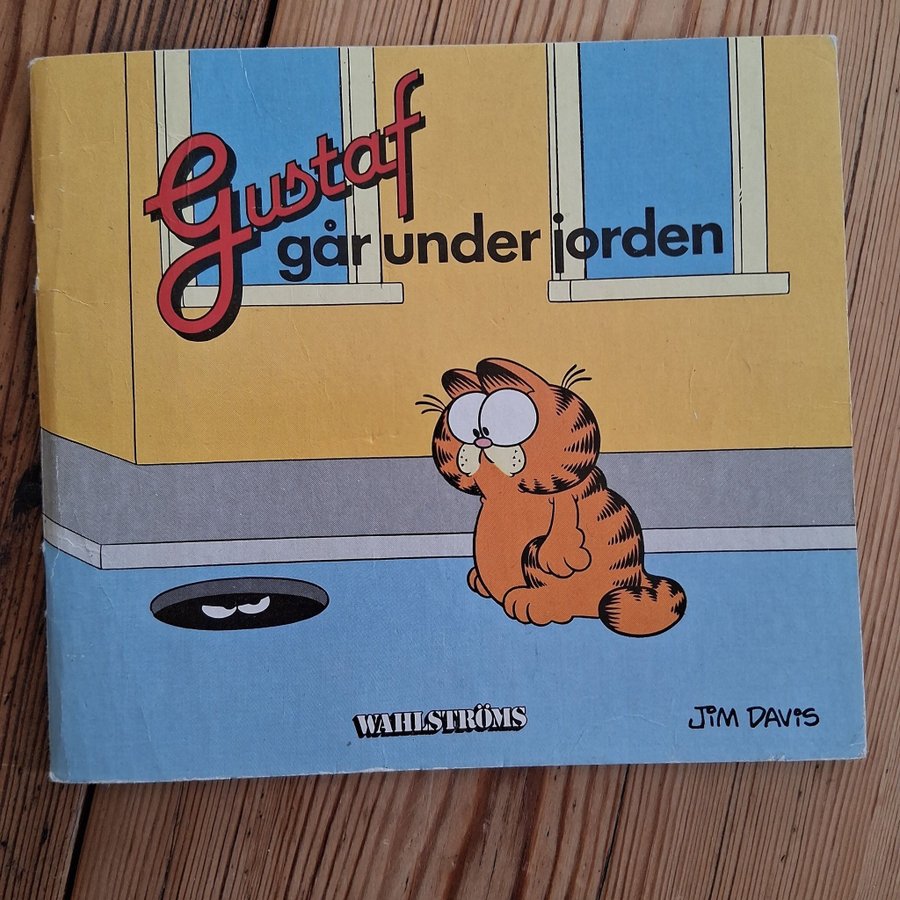 Gustaf
går under jorden
WAHLSTRÖMS
JIM DAVIS